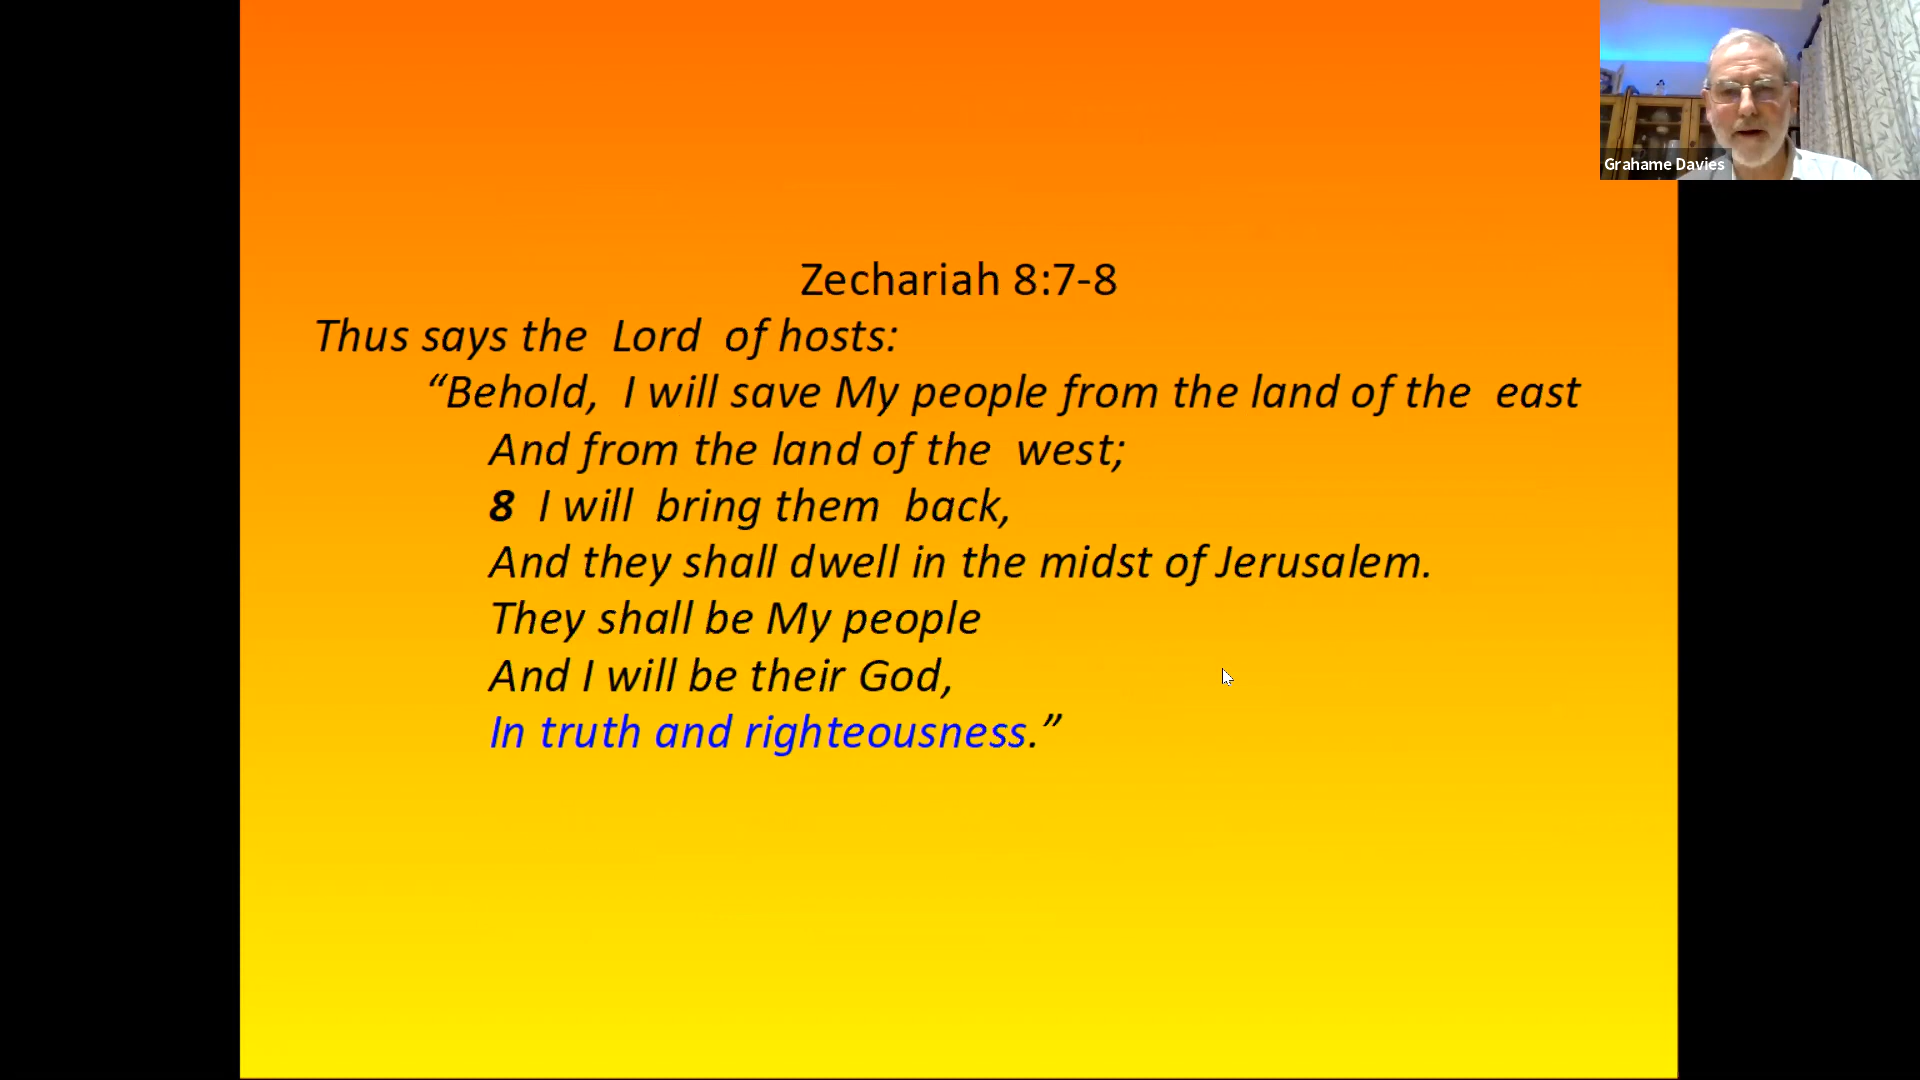 Zechariah 8:7-8
Thus says the Lord of hosts:
“Behold, I will save My people from the land of the east
And from the land of the west;
8 I will bring them back,
And they shall dwell in the midst of Jerusalem.
They shall be My people
And I will be their God,
In truth and righteousness.”
Grahame Davies